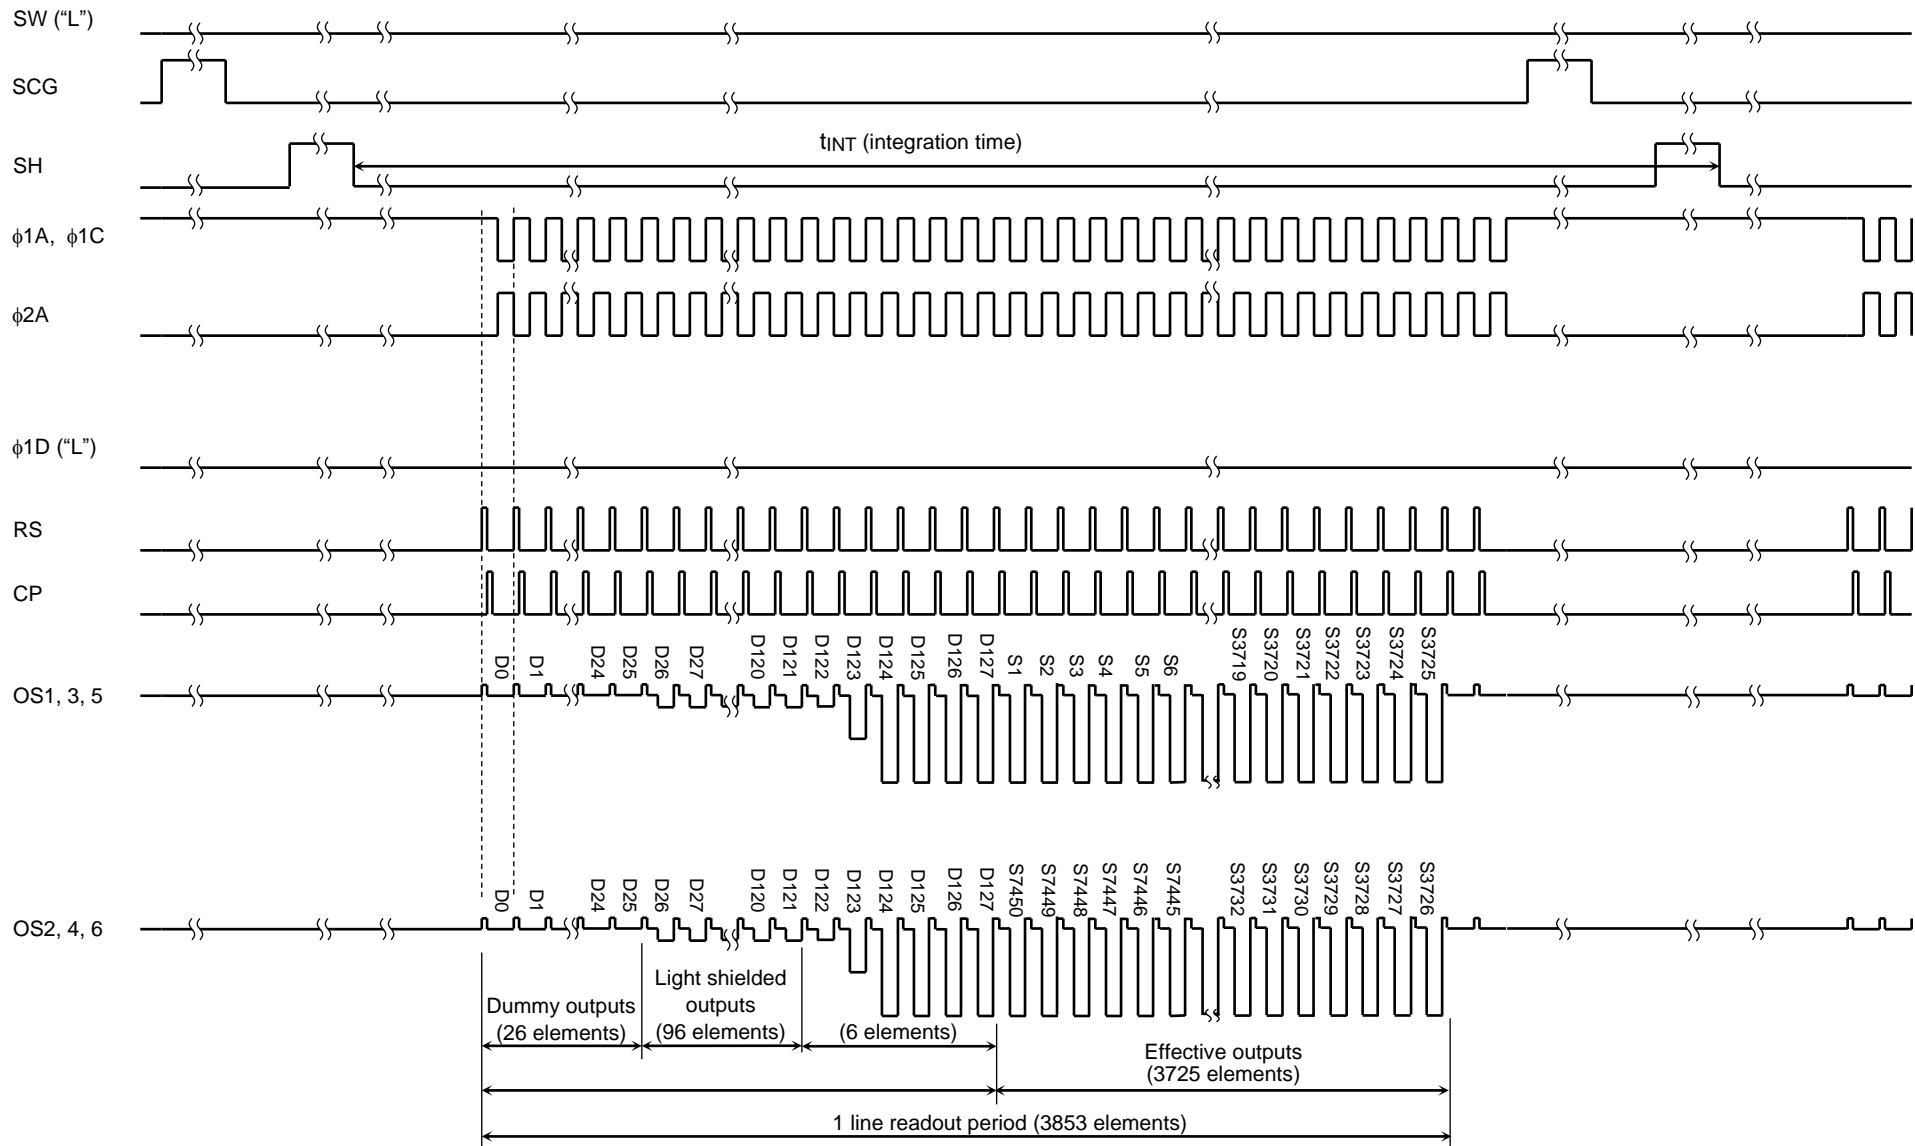 SW (“L”)
SCG
tINT (integration time)
SH
ϕ1A, ϕ1C
ϕ2A
ϕ1D (“L”)
RS
CP
D0 D1 D24 D25 D26 D27 D120 D121 D122 D123 D124 D125 D126 D127 S1 S2 S3 S4 S5 S6 S3719 S3720 S3721 S3722 S3723 S3724 S3725
OS1, 3, 5
D0 D1 D24 D25 D26 D27 D120 D121 D122 D123 D124 D125 D126 D127 S7450 S7449 S7448 S7447 S7446 S7445 S3732 S3731 S3730 S3729 S3728 S3727 S3726
OS2, 4, 6
Dummy outputs
(26 elements)
Light shielded
outputs
(96 elements)
(6 elements)
Effective outputs
(3725 elements)
1 line readout period (3853 elements)